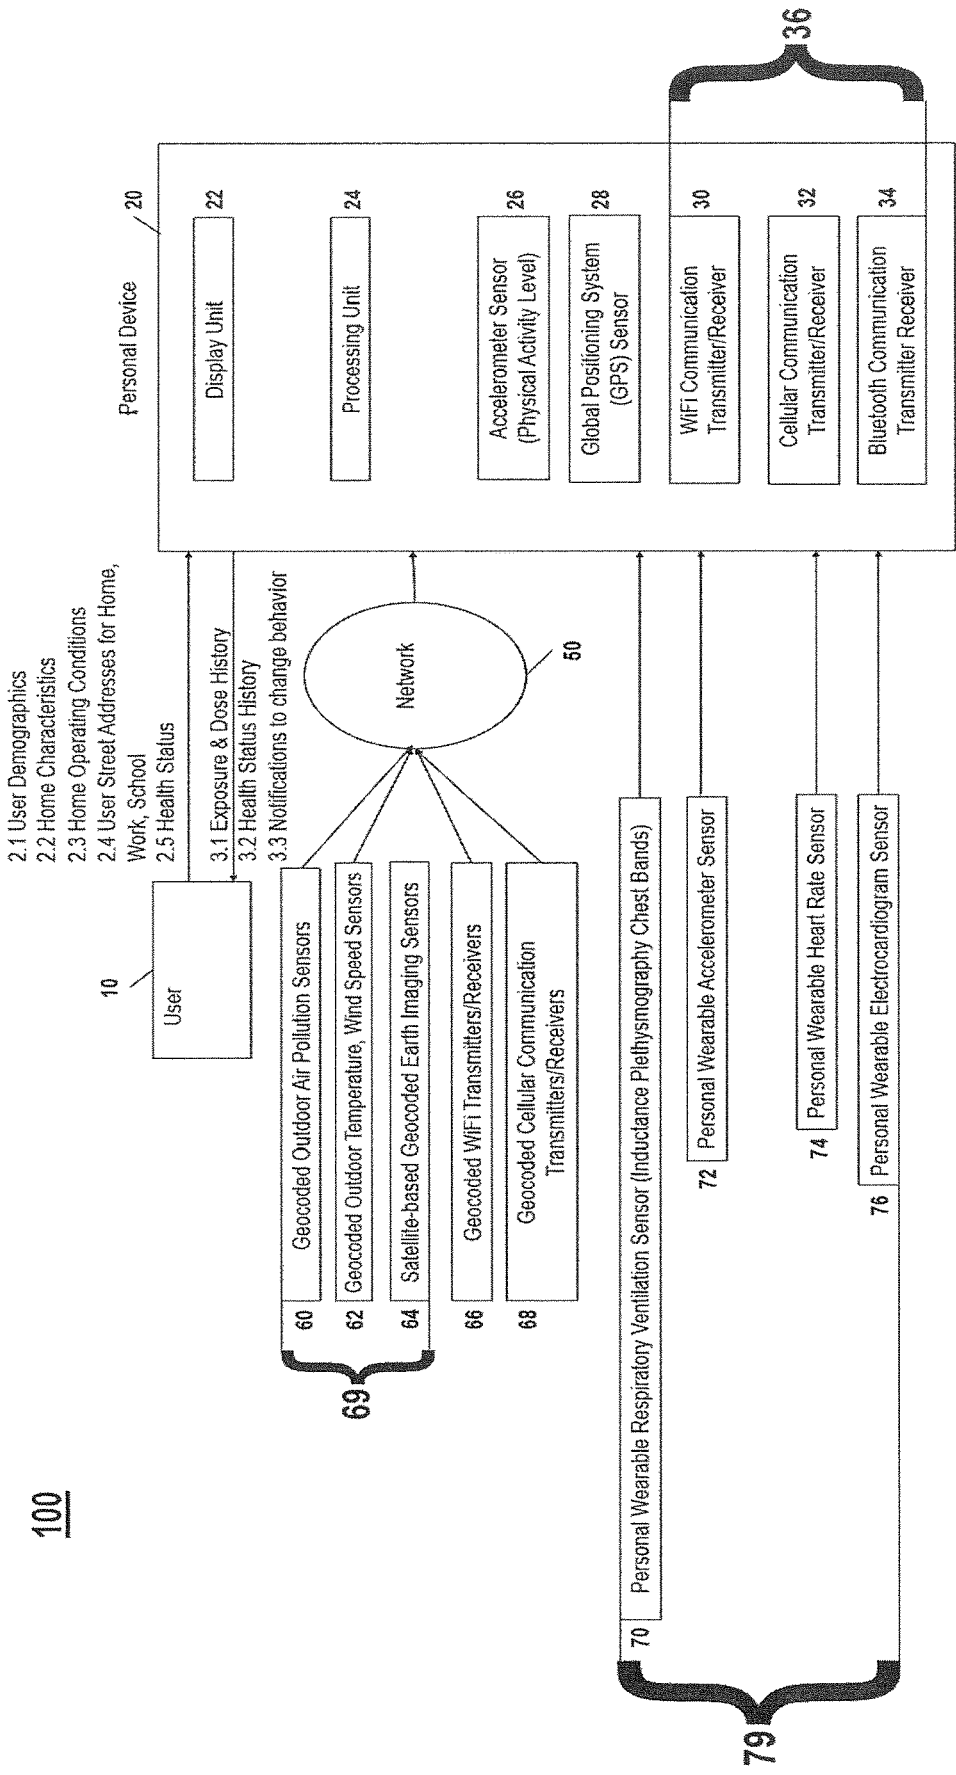 100
2.1 User Demographics
2.2 Home Characteristics
2.3 Home Operating Conditions
2.4 User Street Addresses for Home,
Work, School
2.5 Health Status
3.1 Exposure & Dose History
3.2 Health Status History
3.3 Notifications to change behavior
10
User
Personal Device
20
Display Unit
22
Processing Unit
24
Accelerometer Sensor
(Physical Activity Level)
26
Global Positioning System
(GPS) Sensor
28
WiFi Communication
Transmitter/Receiver
30
Cellular Communication
Transmitter/Receiver
32
Bluetooth Communication
Transmitter Receiver
34
36
Network
50
60
Geocoded Outdoor Air Pollution Sensors
62
Geocoded Outdoor Temperature, Wind Speed Sensors
64
Satellite-based Geocoded Earth Imaging Sensors
69
66
Geocoded WiFi Transmitters/Receivers
68
Geocoded Cellular Communication
Transmitters/Receivers
70
Personal Wearable Respiratory Ventilation Sensor (Inductance Plethysmography Chest Bands)
72
Personal Wearable Accelerometer Sensor
74
Personal Wearable Heart Rate Sensor
76
Personal Wearable Electrocardiogram Sensor
79